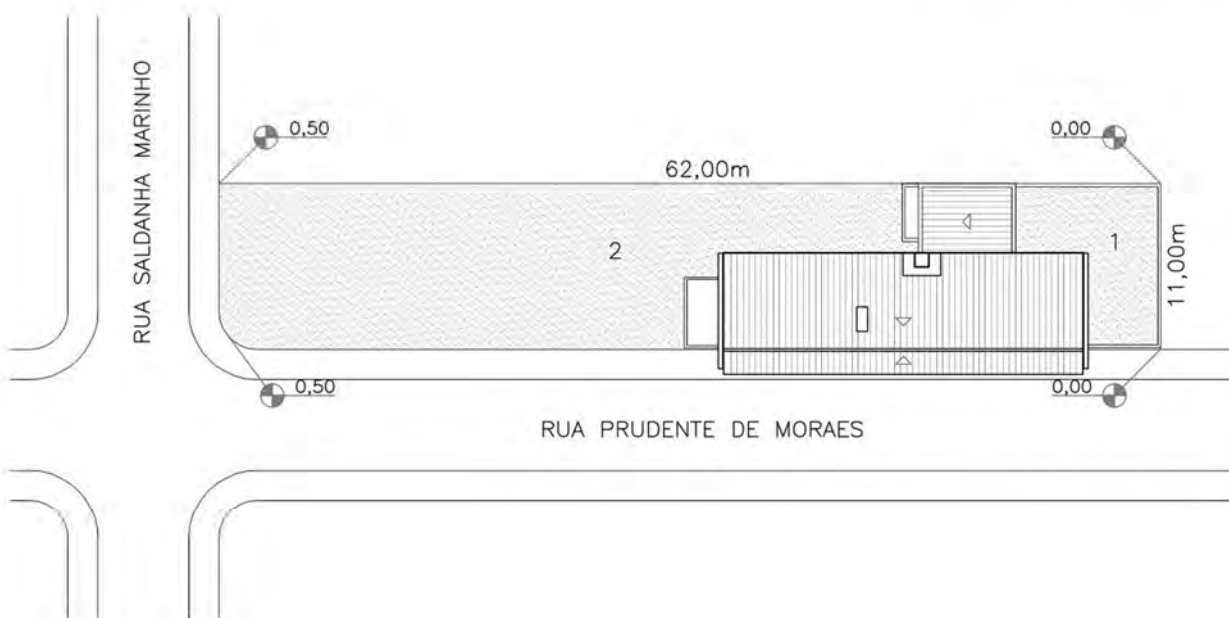 RUA SALDANHA MARINHO
0,50
0,00
62,00m
2
1
11,00m
0,50
0,00
RUA PRUDENTE DE MORAES